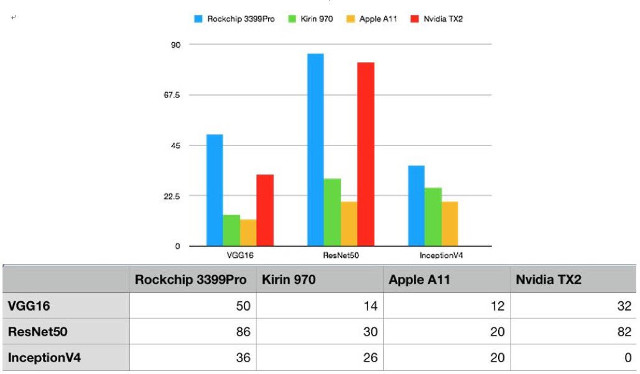 Rockchip 3399Pro Kirin 970 Apple A11 Nvidia TX2
90
67.5
45
22.5
0
VGG16 ResNet50 InceptionV4
Rockchip 3399Pro Kirin 970 Apple A11 Nvidia TX2
VGG16 50 14 12 32
ResNet50 86 30 20 82
InceptionV4 36 26 20 0